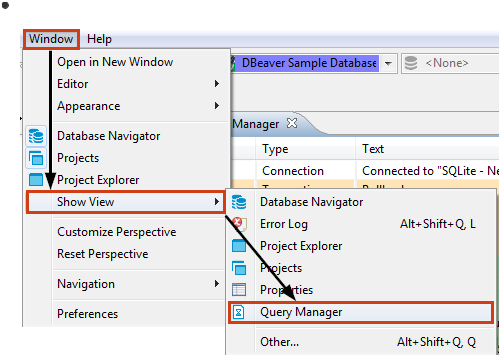 Window Help
Open in New Window
DBeaver Sample Database
<None>
Editor
Appearance
Manager
Database Navigator
Type Text
Projects
Connection Connected to "SQLite - Ne
Project Explorer
Show View
Database Navigator
Customize Perspective
Error Log Alt+Shift+Q, L
Reset Perspective
Project Explorer
Projects
Navigation
Properties
Preferences
Query Manager
Other... Alt+Shift+Q, Q